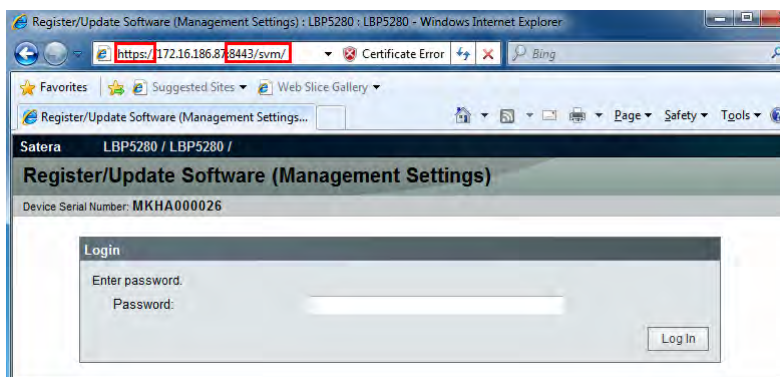 Register/Update Software (Management Settings) : LBP5280 : LBP5280 - Windows Internet Explorer
https://172.16.186.87:8443/svm/ Certificate Error Bing
Favorites Suggested Sites Web Slice Gallery
Register/Update Software (Management Settings... Page Safety Tools
Satera LBP5280 / LBP5280 /
Register/Update Software (Management Settings)
Device Serial Number: MKHA000026
Login
Enter password.
Password:
Log In